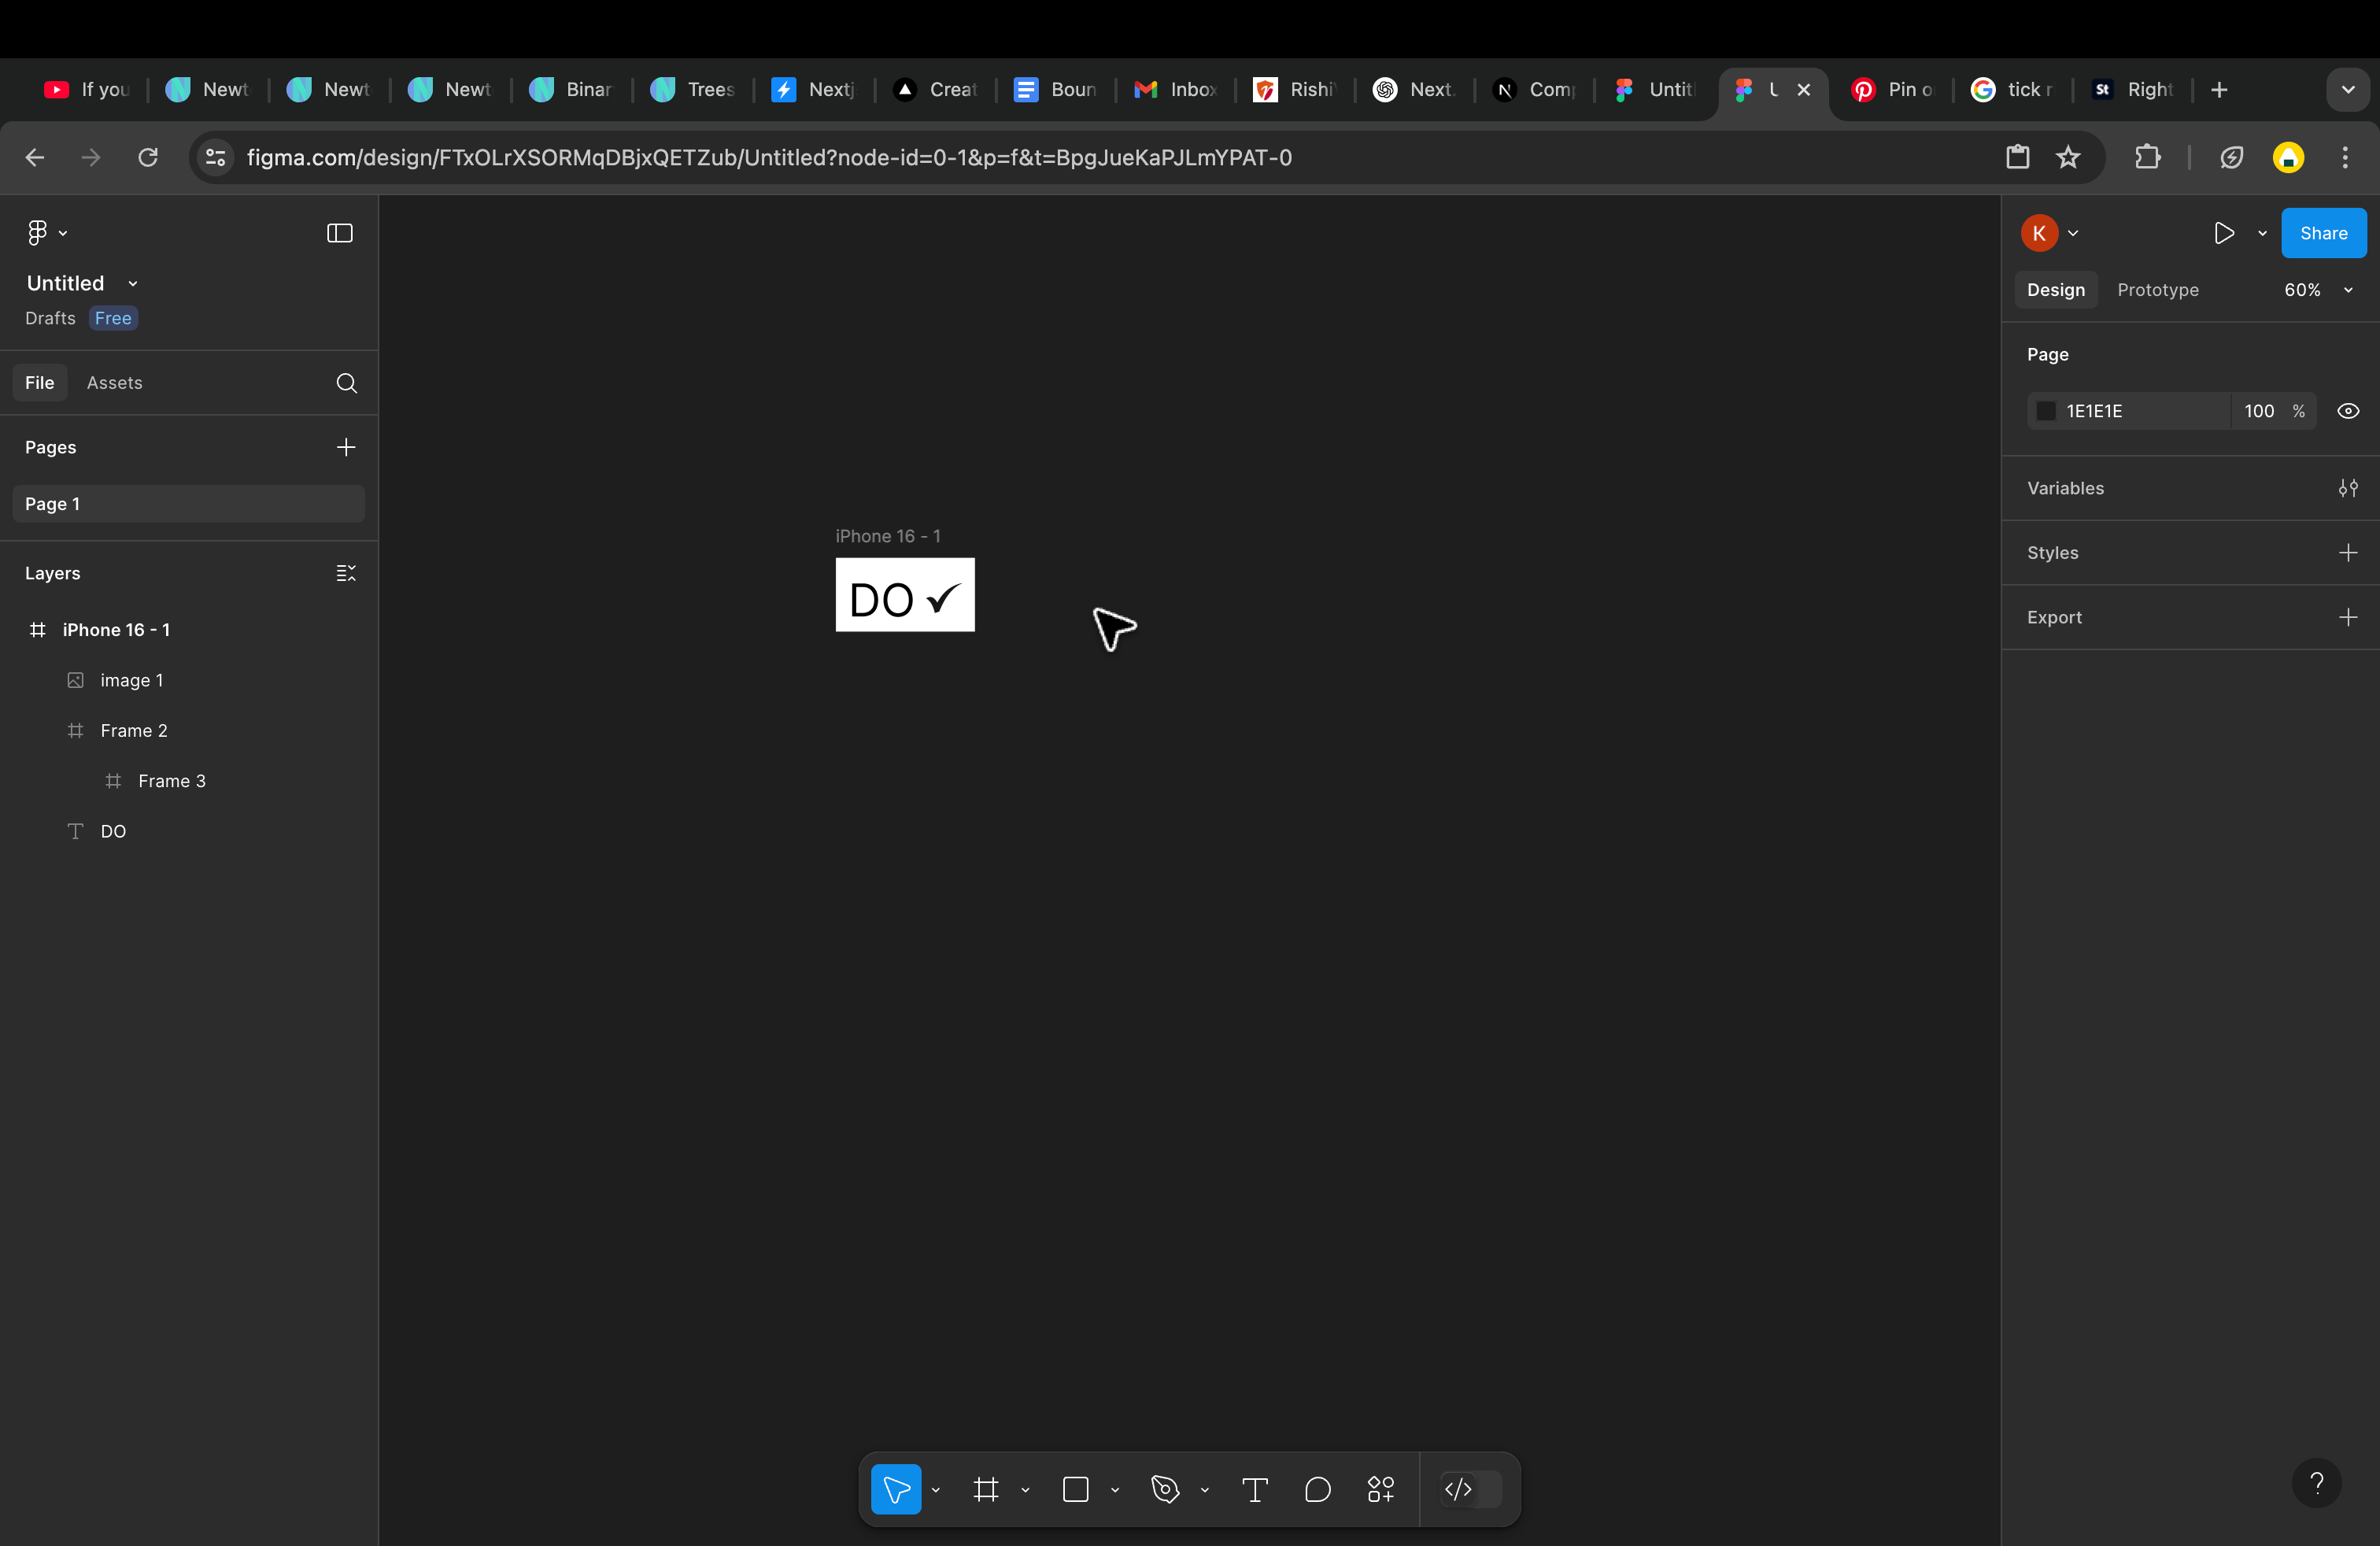 If you
Newt
Newt
Newt
Binar
Trees
Nextj
Creat
Boun
Inbox
Rishi
Next.
Com
Untit
Pin o
tick r
St Right
figma.com/design/FTxOLrXSORMqDBjxQETZub/Untitled?node-id=0-1&p=f&t=BpgJueKaPJLmYPAT-0
Untitled
Drafts Free
File Assets
Pages
Page 1
Layers
iPhone 16 - 1
image 1
Frame 2
Frame 3
DO
iPhone 16 - 1
DO ✓
K
Share
Design Prototype 60%
Page
1E1E1E 100 %
Variables
Styles
Export
?